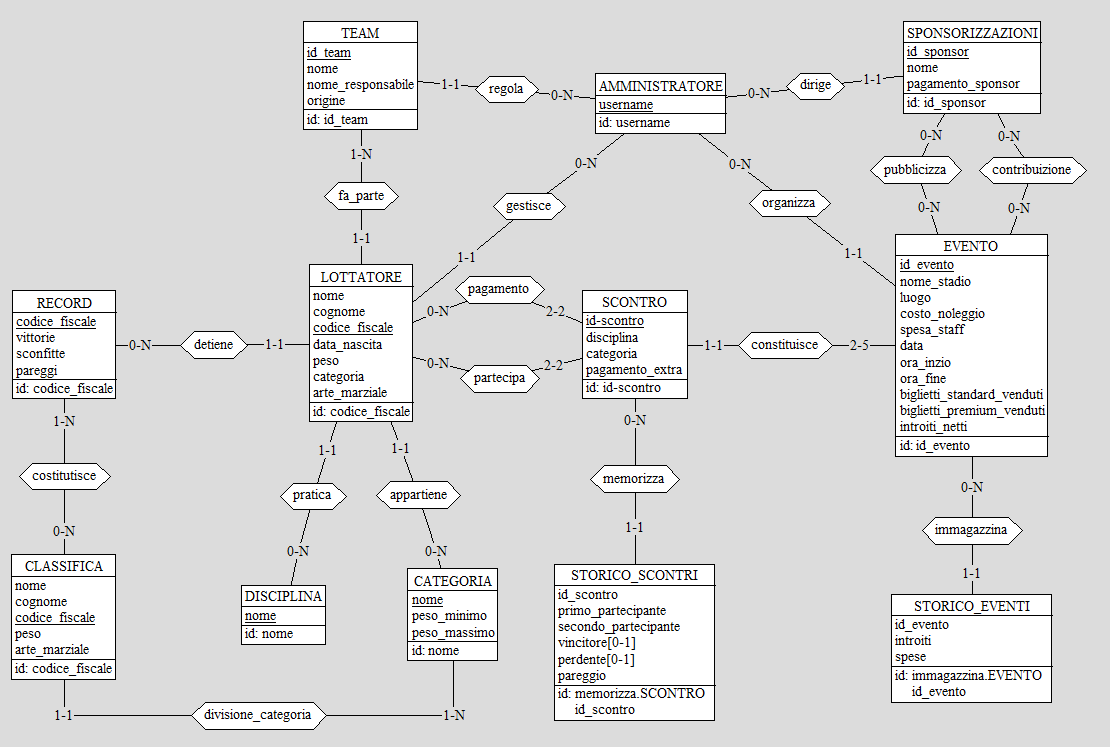 TEAM
id_team
nome
nome_responsabile
origine
id: id_team
1-1
regola
0-N
AMMINISTRATORE
username
id: username
0-N
dirige
1-1
SPONSORIZZAZIONI
id_sponsor
nome
pagamento_sponsor
id: id_sponsor
1-N
fa_parte
1-1
0-N
gestisce
1-1
0-N
organizza
1-1
0-N
pubblicizza
0-N
0-N
contribuizione
0-N
RECORD
codice_fiscale
vittorie
sconfitte
pareggi
id: codice_fiscale
0-N
detiene
1-1
LOTTATORE
nome
cognome
codice_fiscale
data_nascita
peso
categoria
arte_marziale
id: codice_fiscale
0-N
pagamento
2-2
0-N
partecipa
2-2
SCONTRO
id-scontro
disciplina
categoria
pagamento_extra
id: id-scontro
1-1
constituisce
2-5
EVENTO
id_evento
nome_stadio
luogo
costo_noleggio
spesa_staff
data
ora_inzio
ora_fine
biglietti_standard_venduti
biglietti_premium_venduti
introiti_netti
id: id_evento
1-N
costitutisce
0-N
1-1
pratica
0-N
1-1
appartiene
0-N
0-N
memorizza
1-1
0-N
immagazzina
1-1
CLASSIFICA
nome
cognome
codice_fiscale
peso
arte_marziale
id: codice_fiscale
DISCIPLINA
nome
id: nome
CATEGORIA
nome
peso_minimo
peso_massimo
id: nome
STORICO_SCONTRI
id_scontro
primo_partecipante
secondo_partecipante
vincitore[0-1]
perdente[0-1]
pareggio
id: memorizza.SCONTRO
id_scontro
STORICO_EVENTI
id_evento
introiti
spese
id: immagazzina.EVENTO
id_evento
1-1
divisione_categoria
1-N